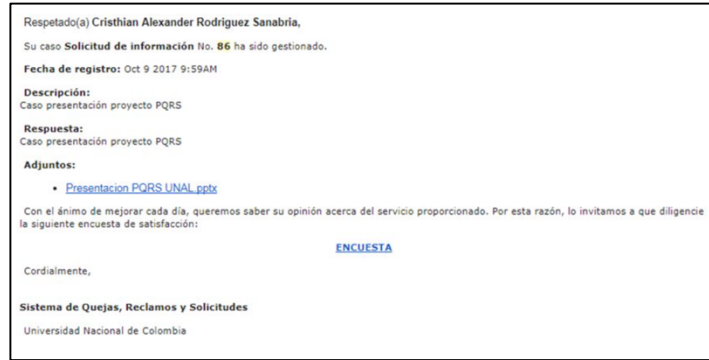 Respetado(a) Cristhian Alexander Rodriguez Sanabria,
Su caso Solicitud de información No. 86 ha sido gestionado.
Fecha de registro: Oct 9 2017 9:59AM
Descripción:
Caso presentación proyecto PQRS
Respuesta:
Caso presentación proyecto PQRS
Adjuntos:
• Presentacion PQRS UNAL.pptx
Con el ánimo de mejorar cada día, queremos saber su opinión acerca del servicio proporcionado. Por esta razón, lo invitamos a que diligencie
la siguiente encuesta de satisfacción:
ENCUESTA
Cordialmente,
Sistema de Quejas, Reclamos y Solicitudes
Universidad Nacional de Colombia